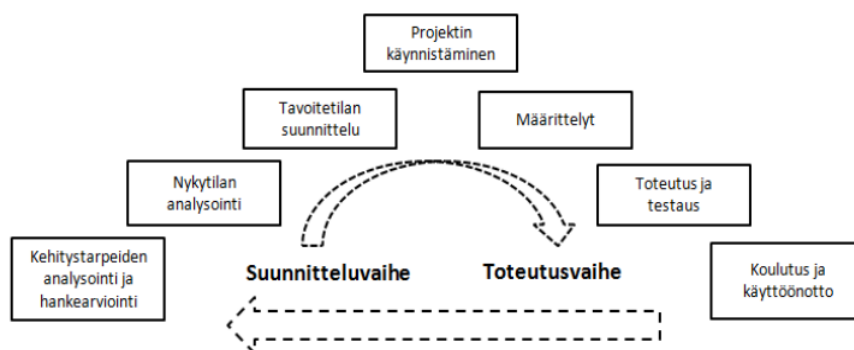 Projektin
käynnistäminen
Tavoitetilan
suunnittelu
Määrittelyt
Nykytilan
analysointi
Toteutus ja
testaus
Kehitystarpeiden
analysointi ja
hankearviointi
Suunnitteluvaihe
Toteutusvaihe
Koulutus ja
käyttöönotto